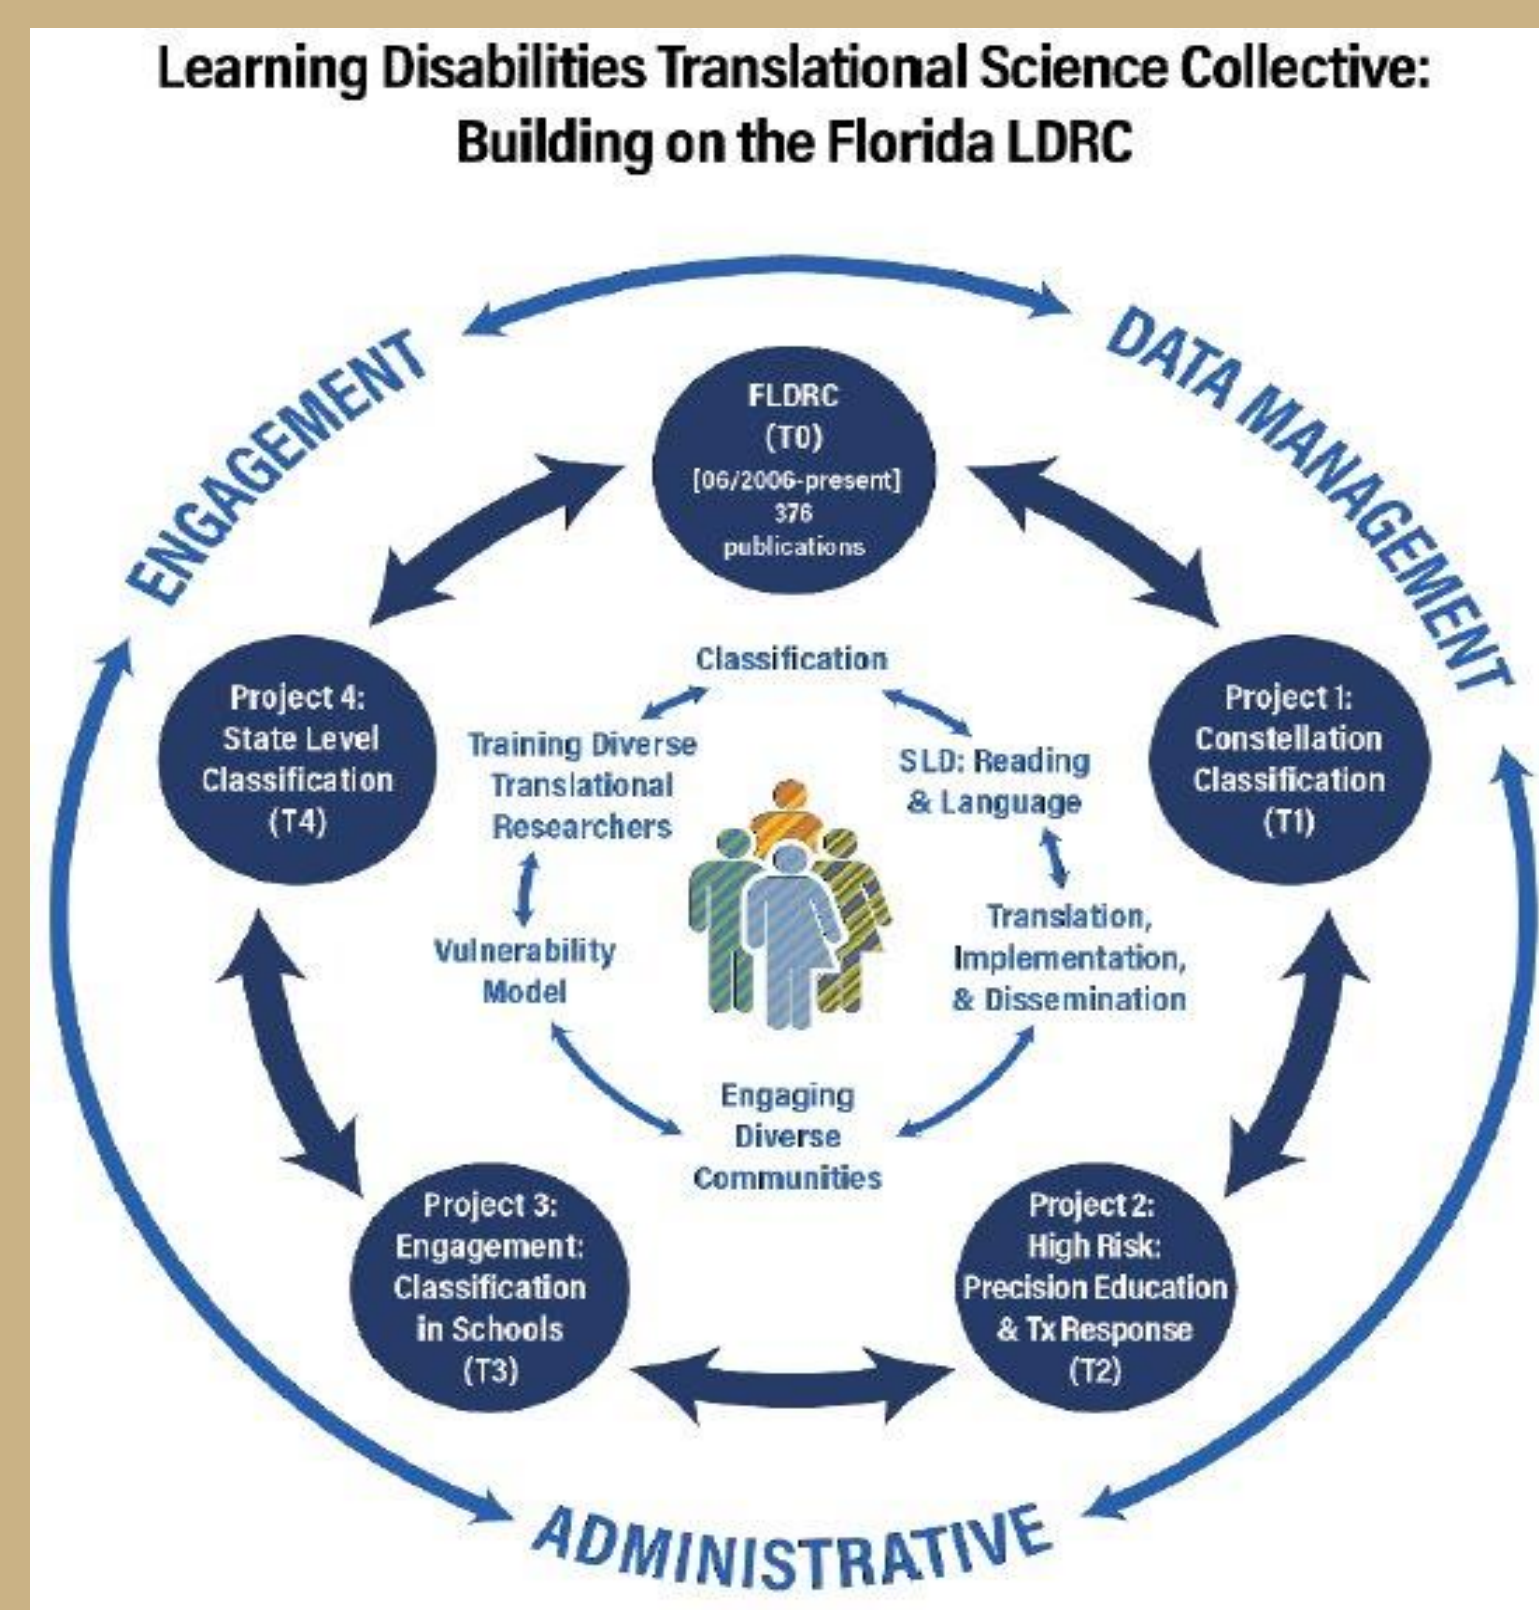 Learning Disabilities Translational Science Collective:
Building on the Florida LDRC
ENGAGEMENT
DATA MANAGEMENT
FLDRC
(T0)
[06/2006-present]
376
publications
Project 4:
State Level
Classification
(T4)
Project 1:
Constellation
Classification
(T1)
Classification
Training Diverse
Translational
Researchers
SLD: Reading
& Language
Vulnerability
Model
Translation,
Implementation,
& Dissemination
Engaging
Diverse
Communities
Project 3:
Engagement:
Classification
in Schools
(T3)
Project 2:
High Risk:
Precision Education
& Tx Response
(T2)
ADMINISTRATIVE